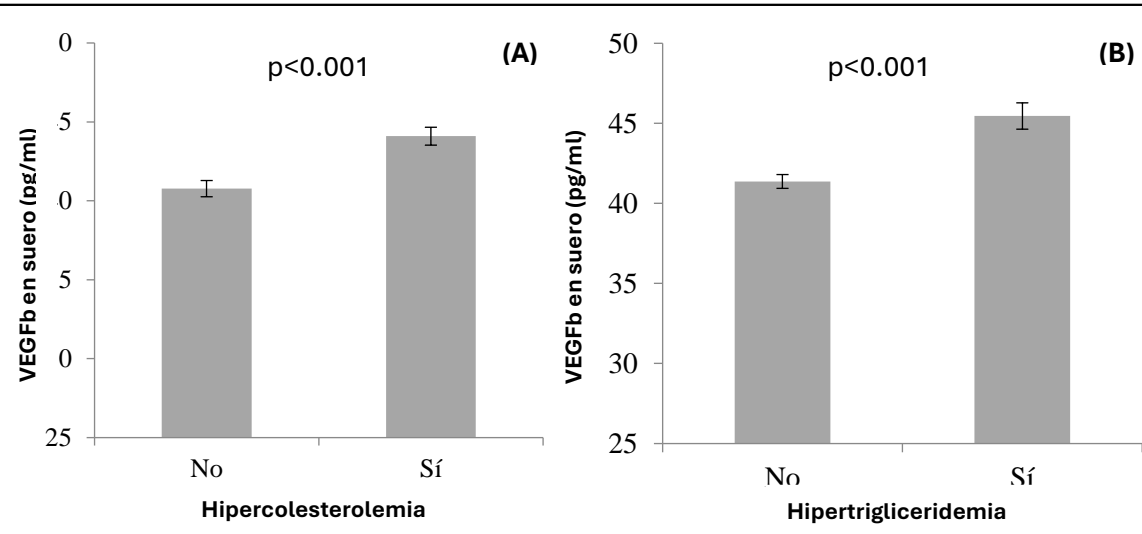 (A)
p<0.001
0
5
0
5
0
25
VEGFb en suero (pg/ml)
No
Sí
Hipercolesterolemia
(B)
p<0.001
50
45
40
35
30
25
VEGFb en suero (pg/ml)
No
Sí
Hipertrigliceridemia